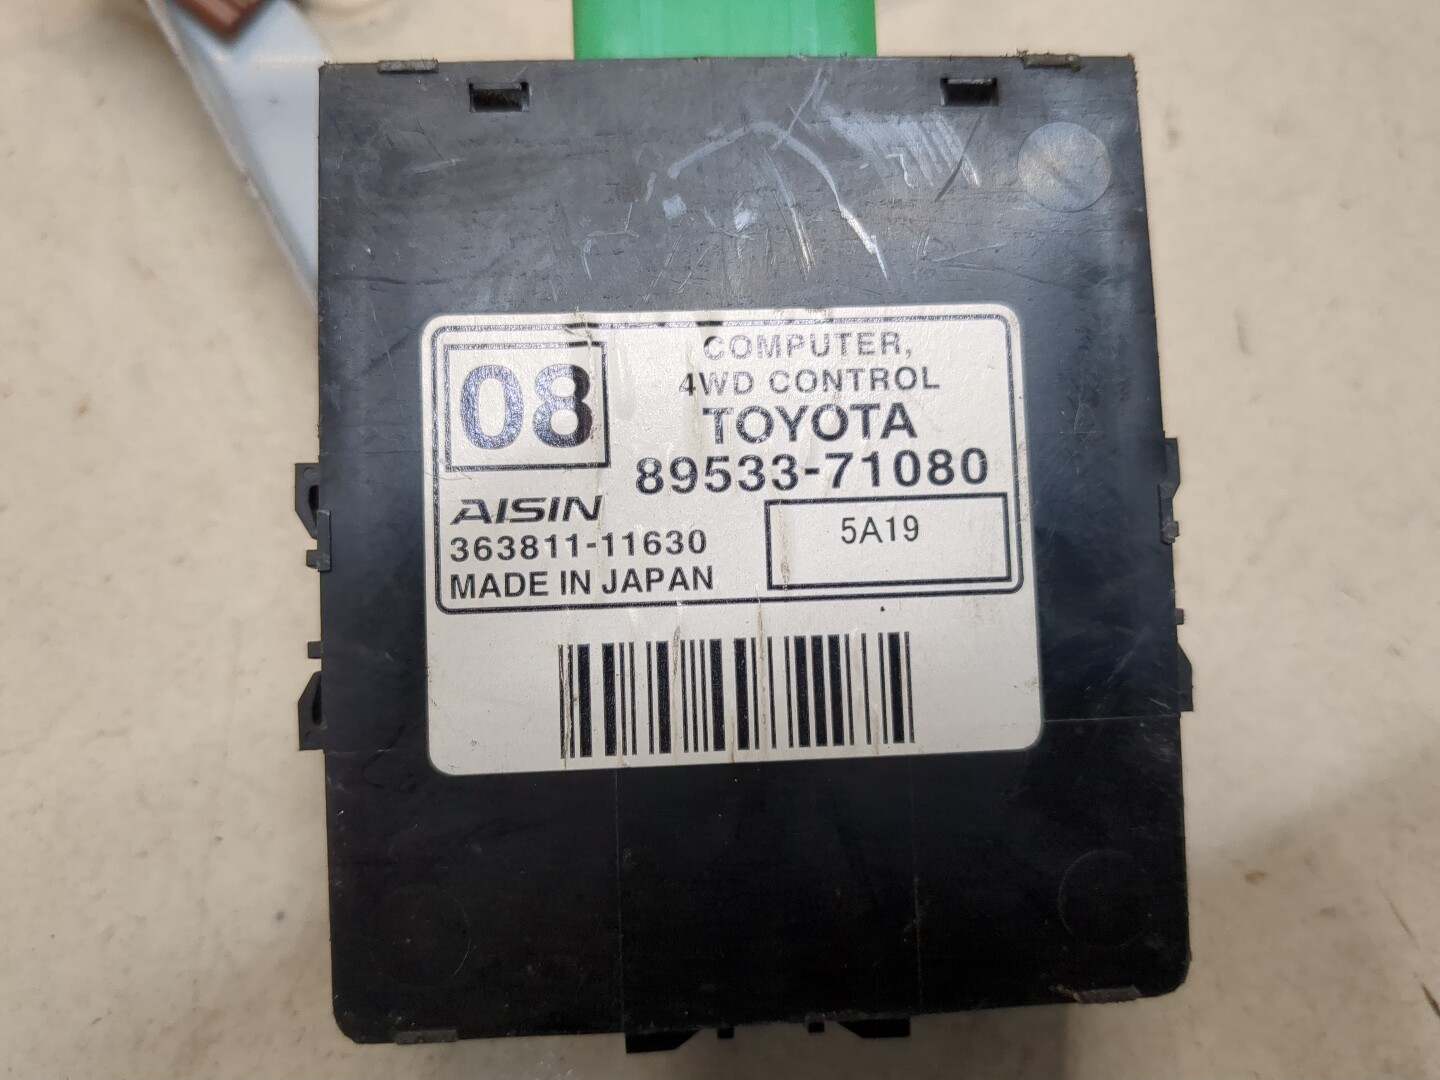 08
COMPUTER,
4WD CONTROL
TOYOTA
89533-71080
AISIN
363811-11630
MADE IN JAPAN
5A19